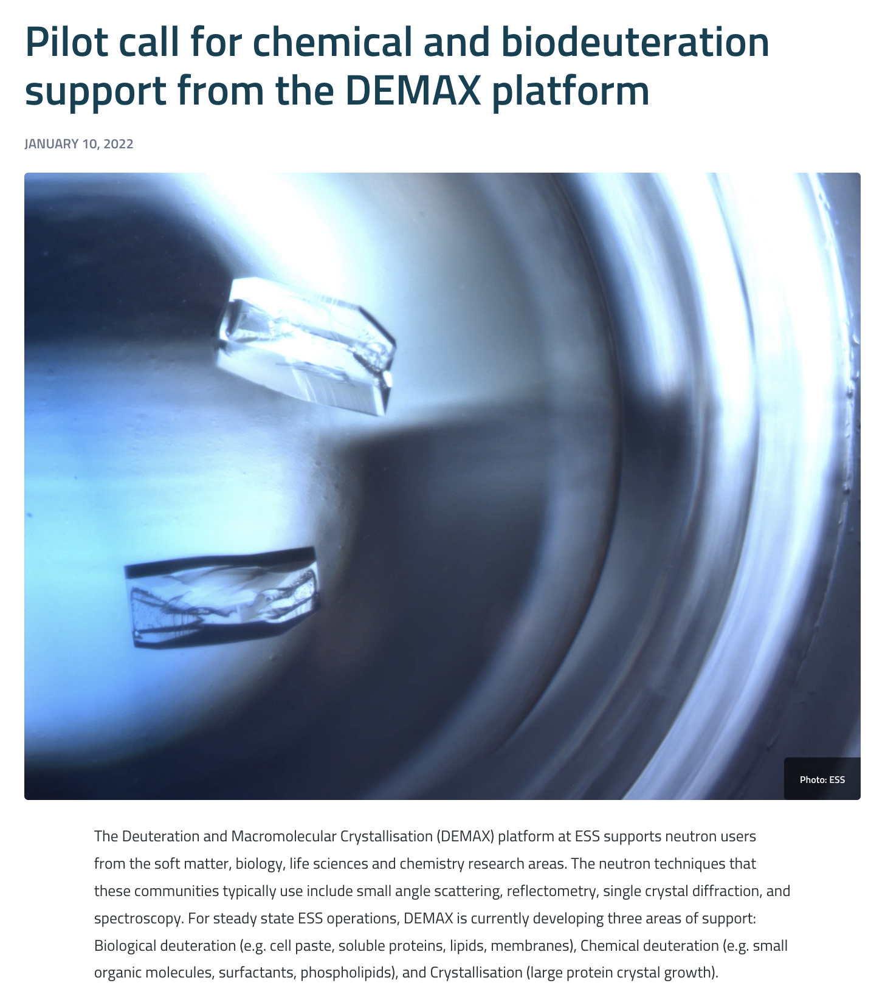 Pilot call for chemical and biodeuteration
support from the DEMAX platform
JANUARY 10, 2022
Photo: ESS
The Deuteration and Macromolecular Crystallisation (DEMAX) platform at ESS supports neutron users
from the soft matter, biology, life sciences and chemistry research areas. The neutron techniques that
these communities typically use include small angle scattering, reflectometry, single crystal diffraction, and
spectroscopy. For steady state ESS operations, DEMAX is currently developing three areas of support:
Biological deuteration (e.g. cell paste, soluble proteins, lipids, membranes), Chemical deuteration (e.g. small
organic molecules, surfactants, phospholipids), and Crystallisation (large protein crystal growth).